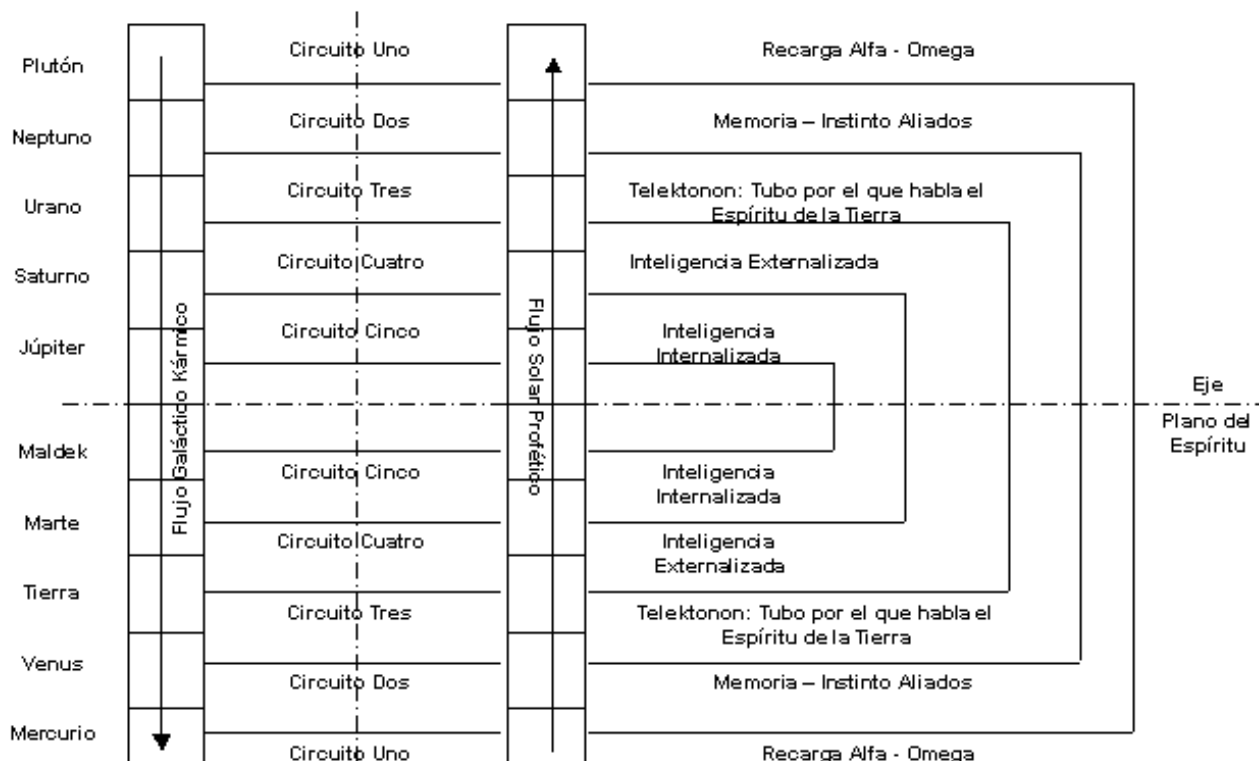 Circuito Uno
Recarga Alfa - Omega
Plutón
Circuito Dos
Memoria – Instinto Aliados
Neptuno
Circuito Tres
Telektonon: Tubo por el que habla el
Espíritu de la Tierra
Urano
Circuito Cuatro
Inteligencia Externalizada
Saturno
Flujo Galáctico Kármico
Flujo Solar Profético
Circuito Cinco
Inteligencia
Internalizada
Júpiter
Eje
Plano del
Espíritu
Maldek
Circuito Cinco
Inteligencia
Internalizada
Marte
Circuito Cuatro
Inteligencia
Externalizada
Tierra
Circuito Tres
Telektonon: Tubo por el que habla el
Espíritu de la Tierra
Venus
Circuito Dos
Memoria – Instinto Aliados
Mercurio
Circuito Uno
Recarga Alfa - Omega